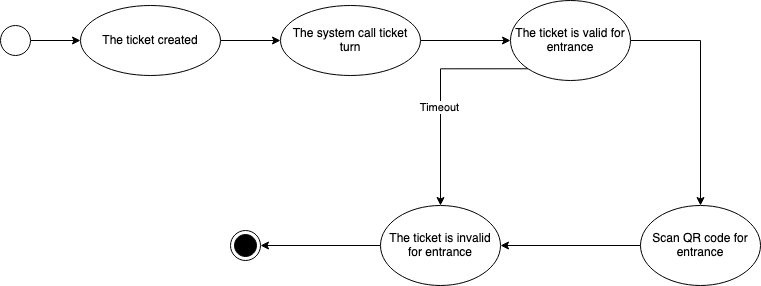 The ticket created
The system call ticket
turn
The ticket is valid for
entrance
Timeout
The ticket is invalid
for entrance
Scan QR code for
entrance